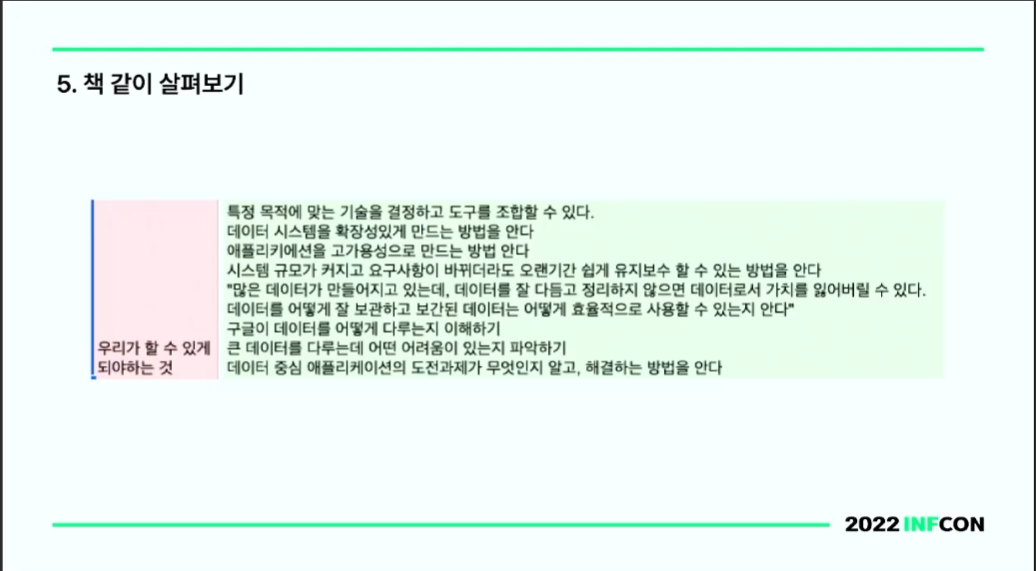 5. 책 같이 살펴보기
우리가 할 수 있게
되야하는 것
특정 목적에 맞는 기술을 결정하고 도구를 조합할 수 있다.
데이터 시스템을 확장성있게 만드는 방법을 안다
애플리키에션을 고가용성으로 만드는 방법 안다
시스템 규모가 커지고 요구사항이 바뀌더라도 오랜기간 쉽게 유지보수 할 수 있는 방법을 안다
"많은 데이터가 만들어지고 있는데, 데이터를 잘 다듬고 정리하지 않으면 데이터로서 가치를 잃어버릴 수 있다.
데이터를 어떻게 잘 보관하고 보간된 데이터는 어떻게 효율적으로 사용할 수 있는지 안다"
구글이 데이터를 어떻게 다루는지 이해하기
큰 데이터를 다루는데 어떤 어려움이 있는지 파악하기
데이터 중심 애플리케이션의 도전과제가 무엇인지 알고, 해결하는 방법을 안다
2022 INFCON